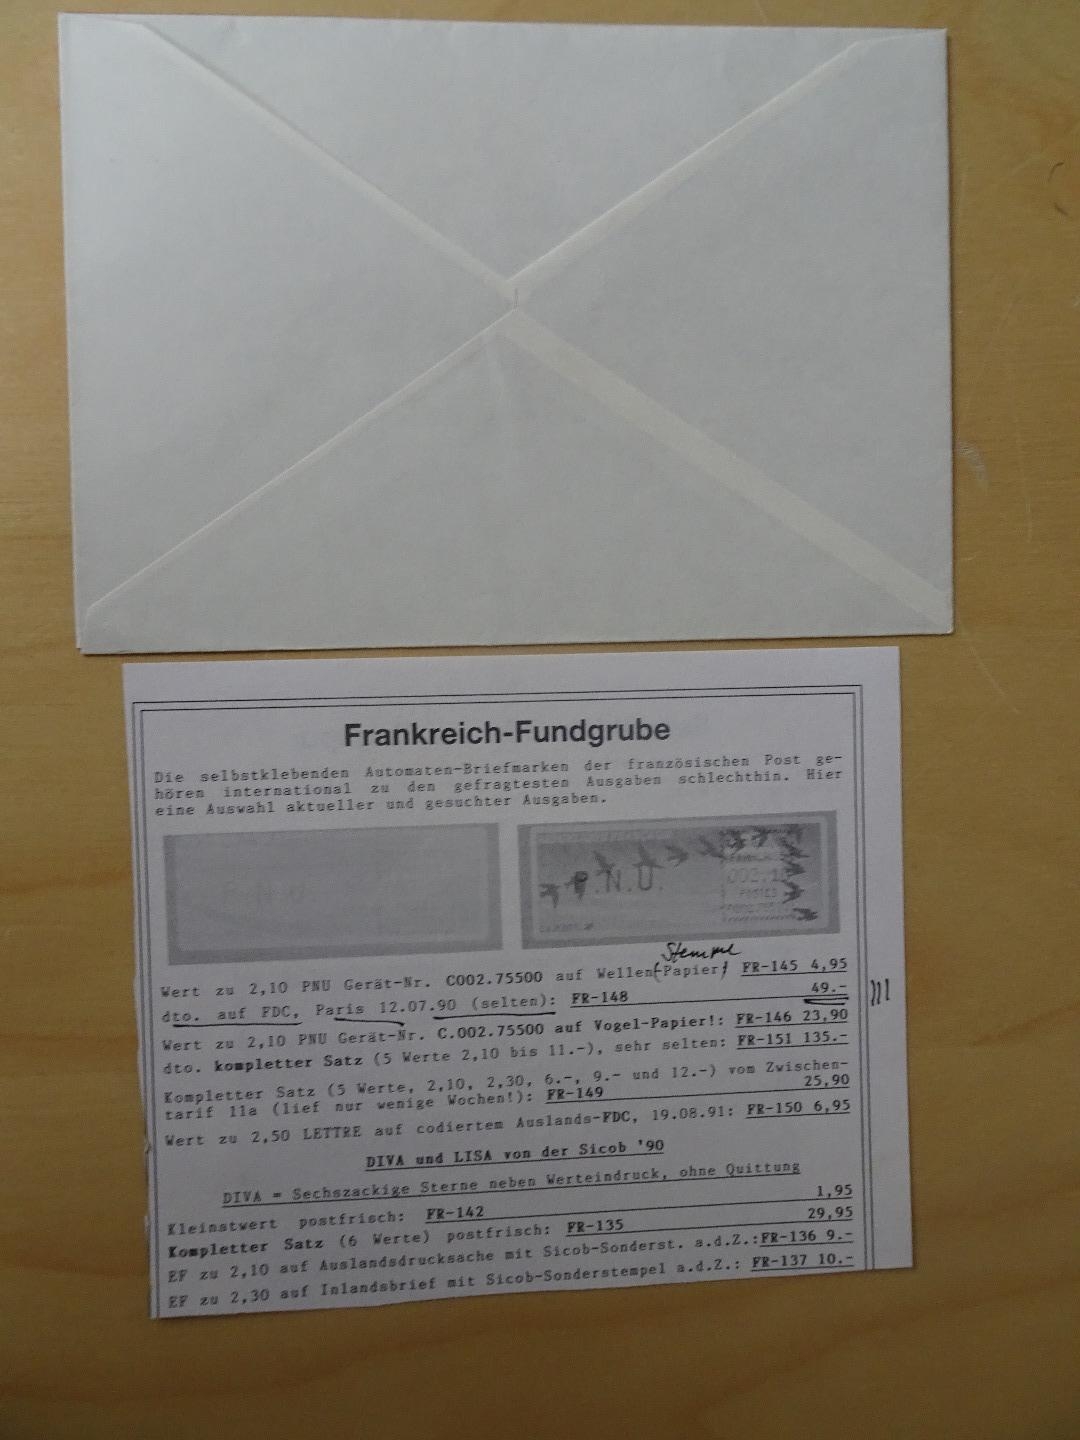 Frankreich-Fundgrube
Die selbstklebenden Automaten-Briefmarken der französischen Post ge-
hören international zu den gefragtesten Ausgaben schlechthin. Hier
eine Auswahl aktueller und gesuchter Ausgaben.
P.N.U.
Stempel
Wert zu 2,10 PNU Gerät-Nr. C002.75500 auf Wellen(-Papier) FR-145 4,95
dto. auf FDC, Paris 12.07.90 (selten): FR-148 49.-
Wert zu 2,10 PNU Gerät-Nr. C.002.75500 auf Vogel-Papier!: FR-146 23,90
dto. kompletter Satz (5 Werte 2,10 bis 11.-), sehr selten: FR-151 135.-
Kompletter Satz (5 Werte, 2,10, 2,30, 6.-, 9.- und 12.-) vom Zwischen-
tarif 11a (lief nur wenige Wochen!): FR-149 25,90
Wert zu 2,50 LETTRE auf codiertem Auslands-FDC, 19.08.91: FR-150 6,95
DIVA und LISA von der Sicob '90
DIVA = Sechszackige Sterne neben Werteindruck, ohne Quittung
Kleinstwert postfrisch: FR-142 1,95
Kompletter Satz (6 Werte) postfrisch: FR-135 29,95
EF zu 2,10 auf Auslandsdrucksache mit Sicob-Sonderst. a.d.Z.:FR-136 9.-
EF zu 2,30 auf Inlandsbrief mit Sicob-Sonderstempel a.d.Z.: FR-137 10.-